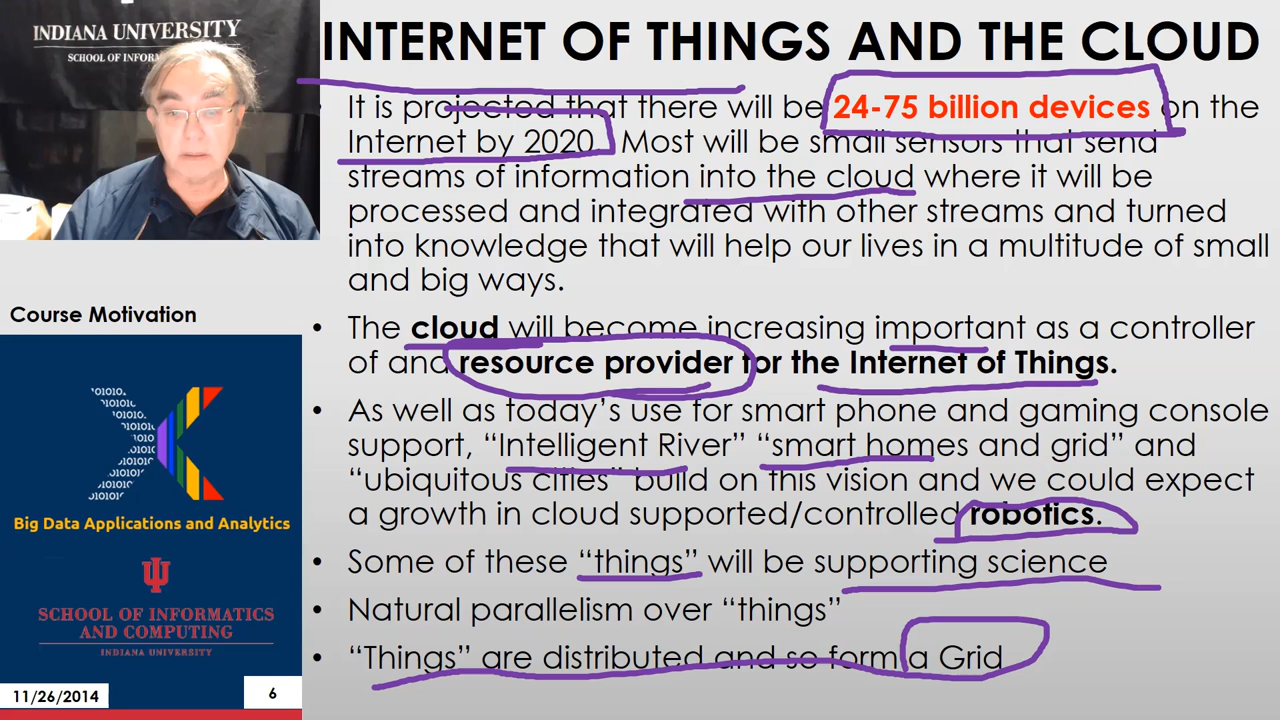 INDIANA UNIVERSITY
SCHOOL OF INFOR
INTERNET OF THINGS AND THE CLOUD
• It is projected that there will be 24-75 billion devices on the
Internet by 2020. Most will be small sensors that send
streams of information into the cloud where it will be
processed and integrated with other streams and turned
into knowledge that will help our lives in a multitude of small
and big ways.
• The cloud will become increasing important as a controller
of and resource provider for the Internet of Things.
• As well as today's use for smart phone and gaming console
support, “Intelligent River” “smart homes and grid” and
“ubiquitous cities” build on this vision and we could expect
a growth in cloud supported/controlled robotics.
• Some of these “things” will be supporting science
• Natural parallelism over “things”
• “Things” are distributed and so form a Grid
Course Motivation
Big Data Applications and Analytics
SCHOOL OF INFORMATICS
AND COMPUTING
INDIANA UNIVERSITY
11/26/2014
6